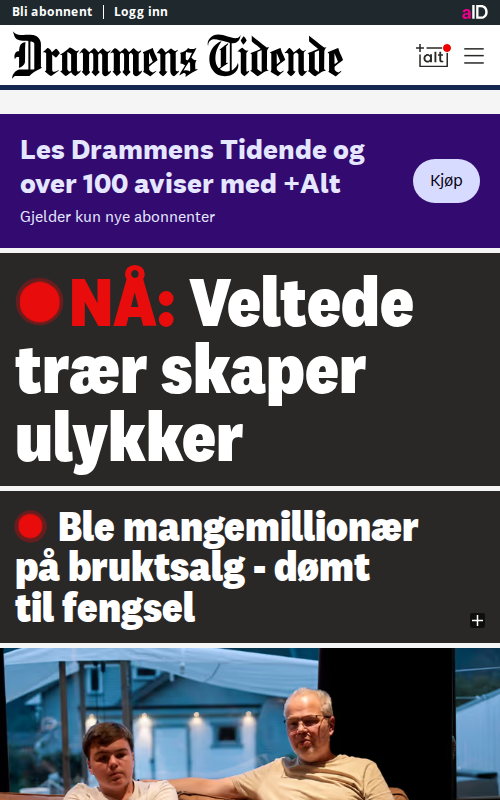 Bli abonnent | Logg inn
aID
Drammens Tidende
+alt
Les Drammens Tidende og
over 100 aviser med +Alt
Kjøp
Gjelder kun nye abonnenter
NÅ: Veltede
trær skaper
ulykker
Ble mangemillionær
på bruktsalg - dømt
til fengsel
+